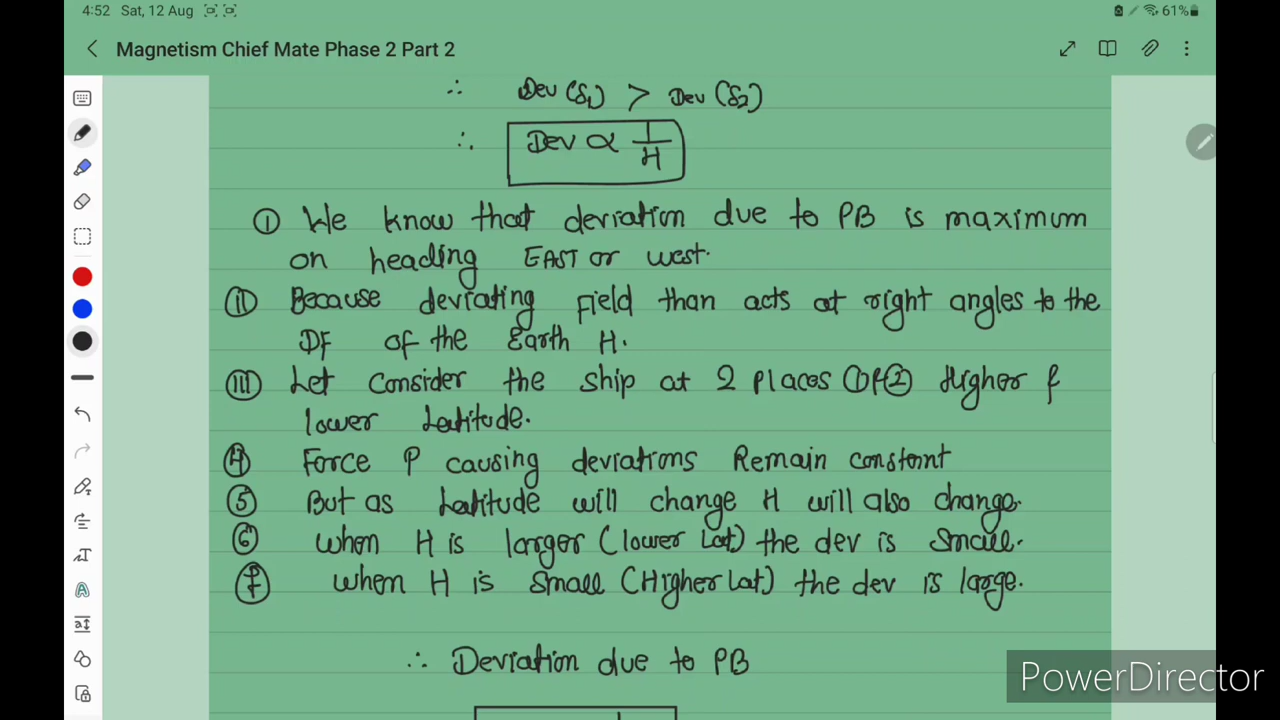 4:52 Sat, 12 Aug
61%
Magnetism Chief Mate Phase 2 Part 2
∴ Dev (δ1) > Dev (δ2)
∴ Dev ∝ 1/H
① We know that deviation due to PB is maximum
on heading EAST or west.
(II) Because deviating Field than acts at right angles to the
DF of the Earth H.
(III) Let Consider the ship at 2 Places ① & ② Higher &
lower Latitude.
④ Force P causing deviations Remain constant
⑤ But as Latitude will change H will also change.
⑥ when H is larger (lower Lat) the dev is small.
⑦ when H is small (Higher Lat) the dev is large.
∴ Deviation due to PB
PowerDirector